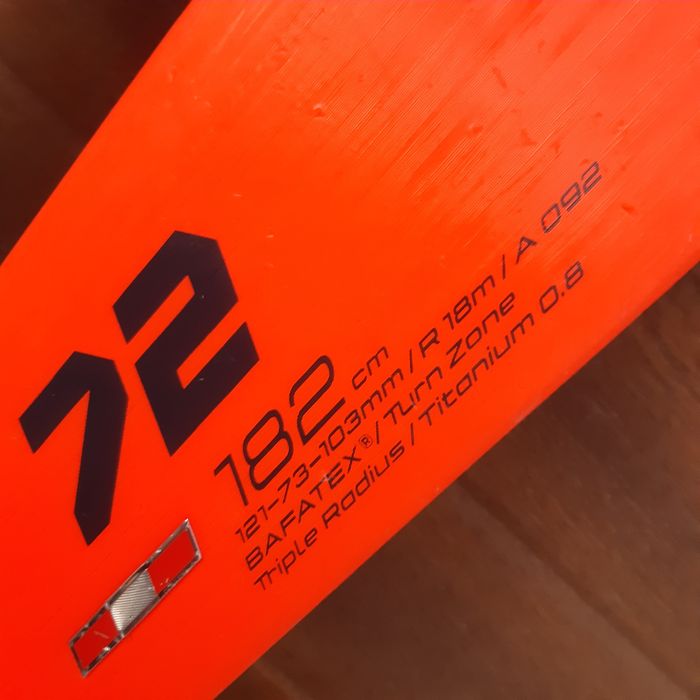 72
182 cm
121-73-103mm / R 18m / A 092
BAFATEX® / Turn Zone
Triple Radius / Titanium 0.8